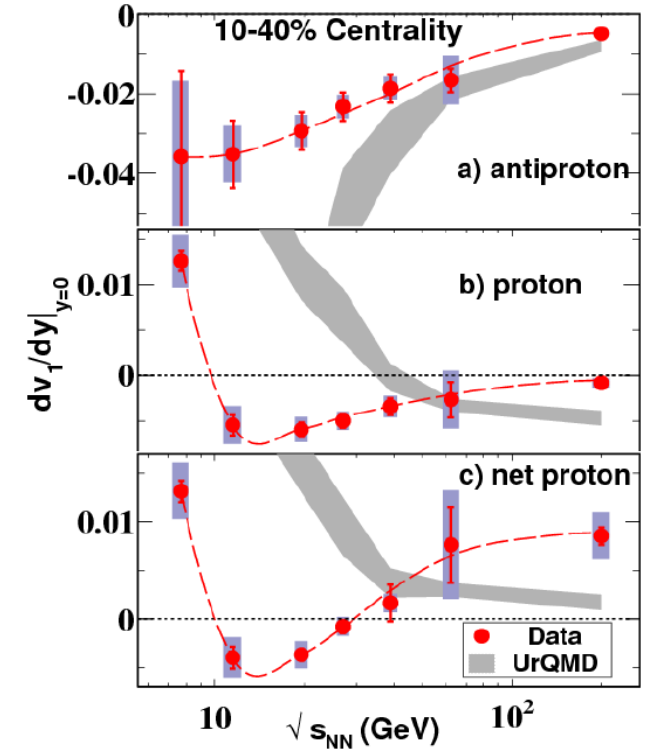 0
10-40% Centrality
-0.02
-0.04
a) antiproton
0.01
b) proton
0
dv1/dy|y=0
c) net proton
0.01
0
Data
UrQMD
10 10²
√sNN (GeV)